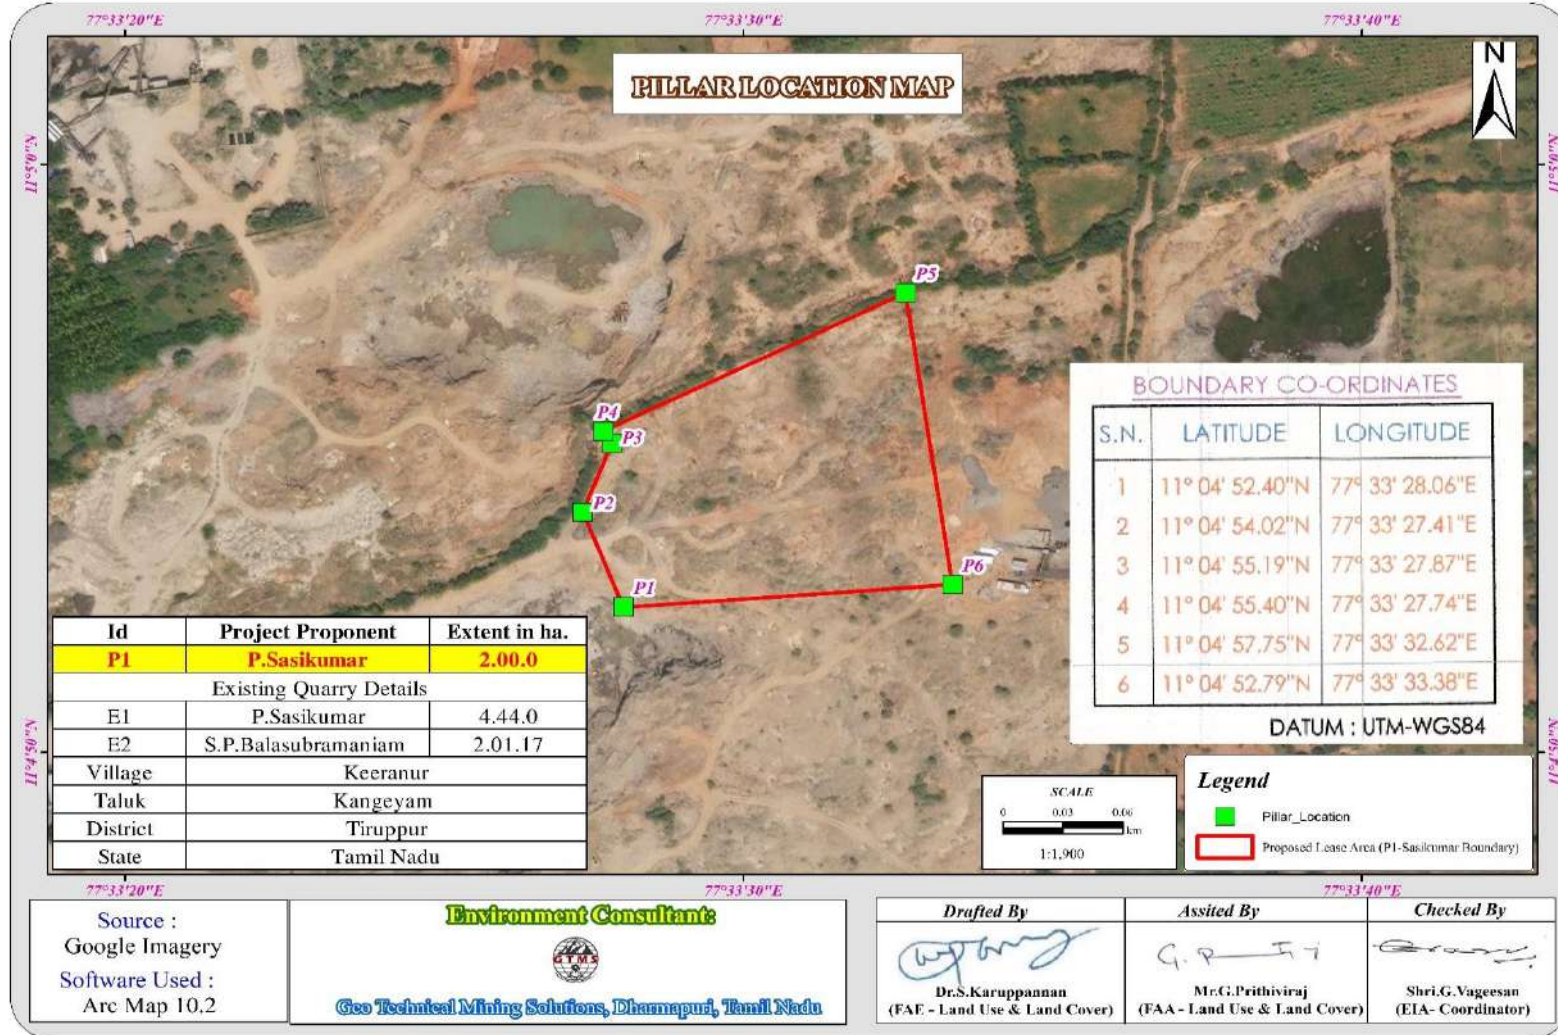 77°33'20"E 77°33'30"E 77°33'40"E
PILLAR LOCATION MAP
N
11°5'0"N 11°5'0"N
P5
P4
P3
P2
P1
P6
BOUNDARY CO-ORDINATES
S.N. LATITUDE LONGITUDE
1 11° 04' 52.40"N 77° 33' 28.06"E
2 11° 04' 54.02"N 77° 33' 27.41"E
3 11° 04' 55.19"N 77° 33' 27.87"E
4 11° 04' 55.40"N 77° 33' 27.74"E
5 11° 04' 57.75"N 77° 33' 32.62"E
6 11° 04' 52.79"N 77° 33' 33.38"E
DATUM : UTM-WGS84
Id Project Proponent Extent in ha.
P1 P.Sasikumar 2.00.0
Existing Quarry Details
E1 P.Sasikumar 4.44.0
E2 S.P.Balasubramaniam 2.01.17
Village Keeranur
Taluk Kangeyam
District Tiruppur
State Tamil Nadu
11°4'50"N 11°4'50"N
SCALE
0 0.03 0.06
km
1:1,900
Legend
Pillar_Location
Proposed Lease Area (P1-Sasikumar Boundary)
77°33'20"E 77°33'30"E 77°33'40"E
Source :
Google Imagery
Software Used :
Arc Map 10.2
Environment Consultant:
GTMS
Geo Technical Mining Solutions, Dharmapuri, Tamil Nadu
Drafted By
Dr.S.Karuppannan
(FAE - Land Use & Land Cover)
Assited By
Mr.G.Prithiviraj
(FAA - Land Use & Land Cover)
Checked By
Shri.G.Vageesan
(EIA- Coordinator)